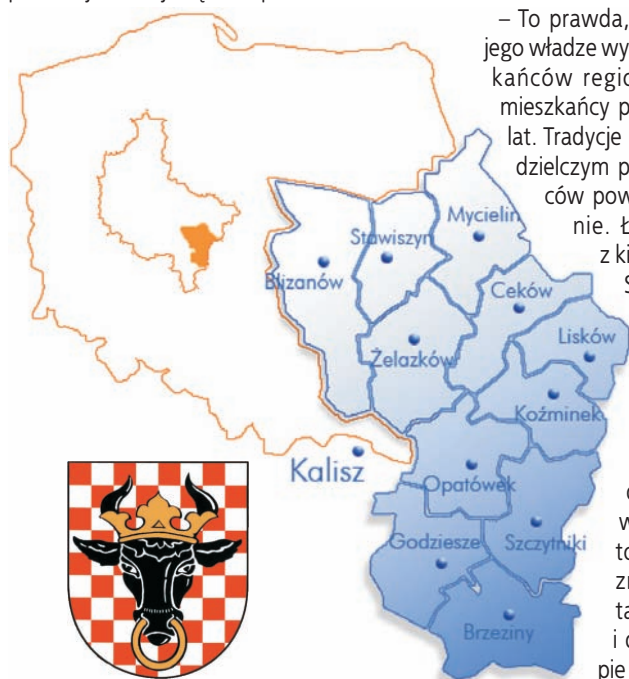 – To prawda,
jego władze wy
kańców regio
mieszkańcy p
lat. Tradycje
dzielczym p
ców pow
nie. Ł
z ki
S
Mycielin
Stawiszyn
Blizanów
Ceków
Lisków
Żelazków
Koźminek
Kalisz
Opatówek
Godziesze
Szczytniki
Brzeziny
w
to
zn
ta
i c
pie